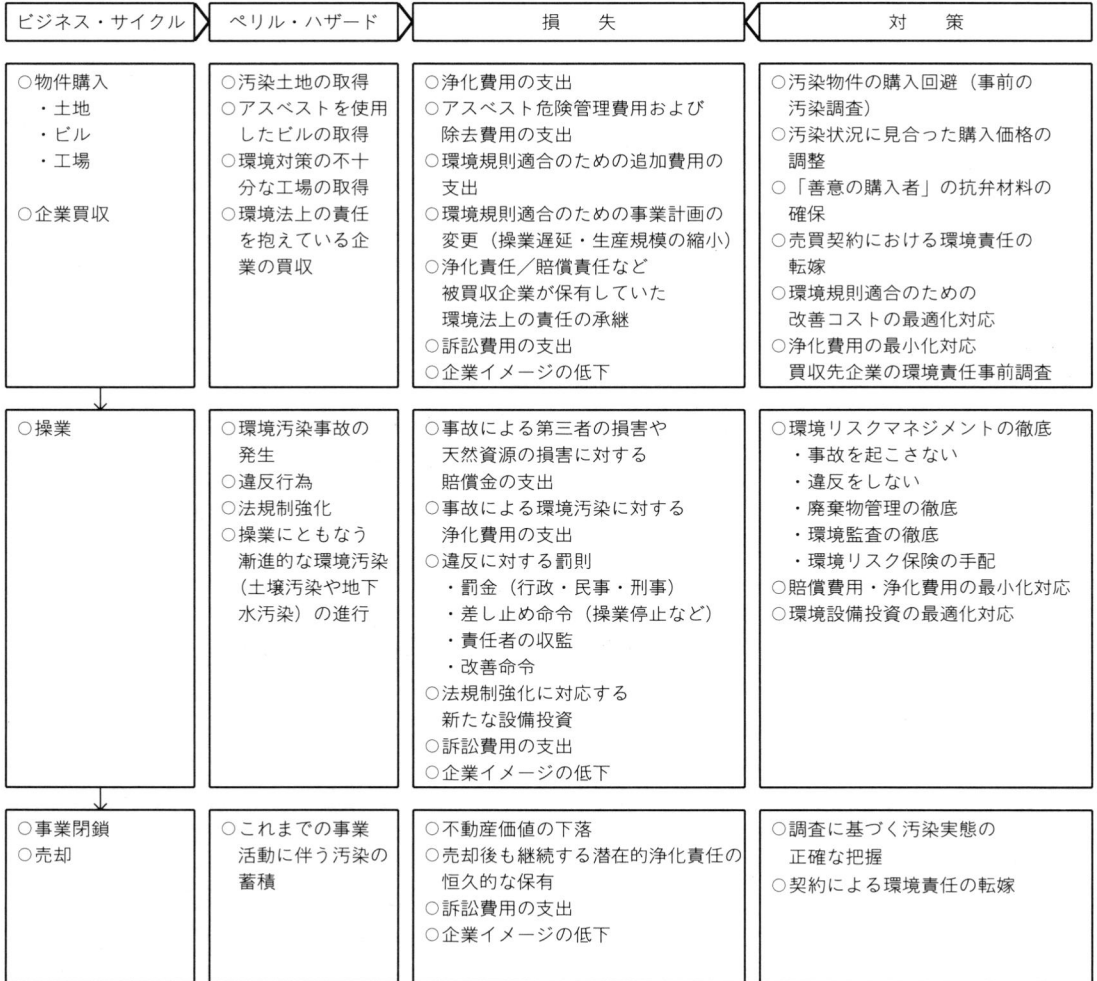 ビジネス・サイクル
ペリル・ハザード
損　失
対　策
○物件購入
・土地
・ビル
・工場
○企業買収
○汚染土地の取得
○アスベストを使用
したビルの取得
○環境対策の不十
分な工場の取得
○環境法上の責任
を抱えている企
業の買収
○浄化費用の支出
○アスベスト危険管理費用および
除去費用の支出
○環境規則適合のための追加費用の
支出
○環境規則適合のための事業計画の
変更（操業遅延・生産規模の縮小）
○浄化責任／賠償責任など
被買収企業が保有していた
環境法上の責任の承継
○訴訟費用の支出
○企業イメージの低下
○汚染物件の購入回避（事前の
汚染調査）
○汚染状況に見合った購入価格の
調整
○「善意の購入者」の抗弁材料の
確保
○売買契約における環境責任の
転嫁
○環境規則適合のための
改善コストの最適化対応
○浄化費用の最小化対応
買収先企業の環境責任事前調査
○操業
○環境汚染事故の
発生
○違反行為
○法規制強化
○操業にともなう
漸進的な環境汚染
（土壌汚染や地下
水汚染）の進行
○事故による第三者の損害や
天然資源の損害に対する
賠償金の支出
○事故による環境汚染に対する
浄化費用の支出
○違反に対する罰則
・罰金（行政・民事・刑事）
・差し止め命令（操業停止など）
・責任者の収監
・改善命令
○法規制強化に対応する
新たな設備投資
○訴訟費用の支出
○企業イメージの低下
○環境リスクマネジメントの徹底
・事故を起こさない
・違反をしない
・廃棄物管理の徹底
・環境監査の徹底
・環境リスク保険の手配
○賠償費用・浄化費用の最小化対応
○環境設備投資の最適化対応
○事業閉鎖
○売却
○これまでの事業
活動に伴う汚染の
蓄積
○不動産価値の下落
○売却後も継続する潜在的浄化責任の
恒久的な保有
○訴訟費用の支出
○企業イメージの低下
○調査に基づく汚染実態の
正確な把握
○契約による環境責任の転嫁